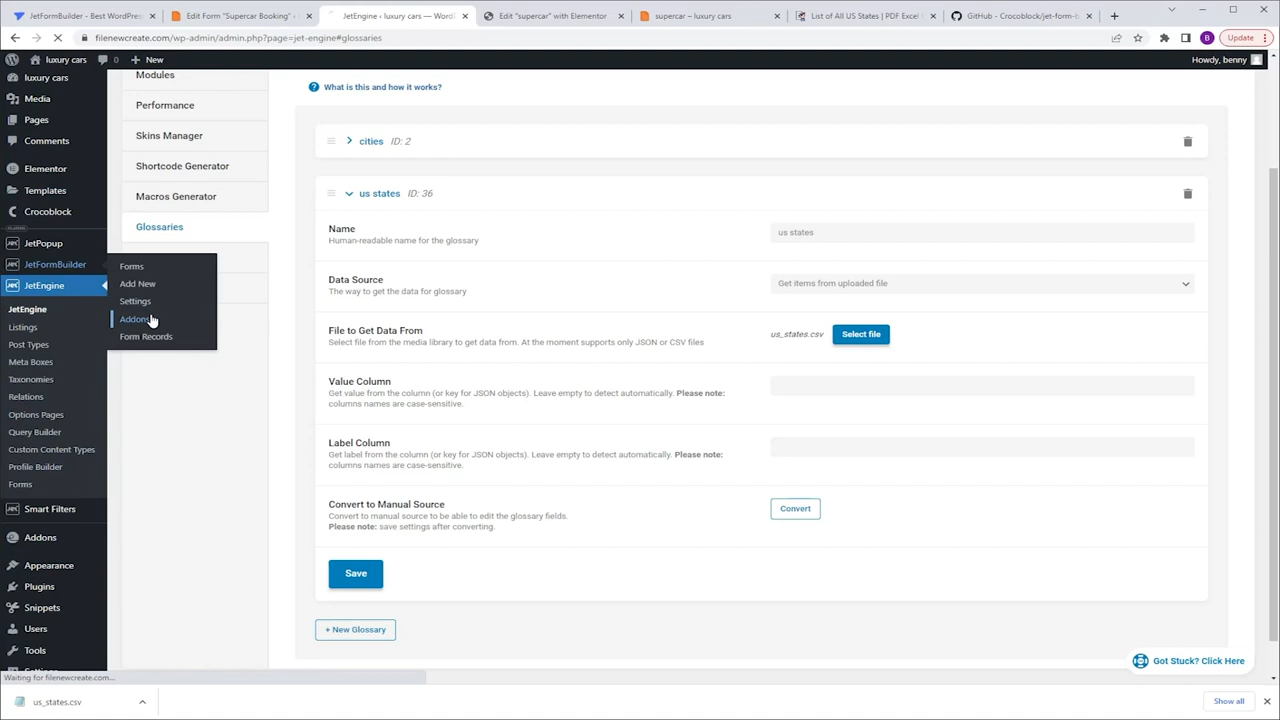 JetFormBuilder - Best WordPress
Edit Form "Supercar Booking" ‹
JetEngine ‹ luxury cars — WordP
Edit "supercar" with Elementor
supercar – luxury cars
List of All US States | PDF Excel
GitHub - Crocoblock/jet-form-b
filenewcreate.com/wp-admin/admin.php?page=jet-engine#glossaries
B
Update
luxury cars
0
New
Howdy, benny
luxury cars
Media
Pages
Comments
Elementor
Templates
Crocoblock
JetPopup
JetFormBuilder
JetEngine
JetEngine
Listings
Post Types
Meta Boxes
Taxonomies
Relations
Options Pages
Query Builder
Custom Content Types
Profile Builder
Forms
Smart Filters
Addons
Appearance
Plugins
Snippets
Users
Tools
Forms
Add New
Settings
Addons
Form Records
Modules
Performance
Skins Manager
Shortcode Generator
Macros Generator
Glossaries
What is this and how it works?
cities ID: 2
us states ID: 36
Name
Human-readable name for the glossary
us states
Data Source
The way to get the data for glossary
Get items from uploaded file
File to Get Data From
Select file from the media library to get data from. At the moment supports only JSON or CSV files
us_states.csv
Select file
Value Column
Get value from the column (or key for JSON objects). Leave empty to detect automatically. Please note:
columns names are case-sensitive.
Label Column
Get label from the column (or key for JSON objects). Leave empty to detect automatically. Please note:
columns names are case-sensitive.
Convert to Manual Source
Convert to manual source to be able to edit the glossary fields.
Please note: save settings after converting.
Convert
Save
+ New Glossary
Got Stuck? Click Here
Waiting for filenewcreate.com...
us_states.csv
Show all